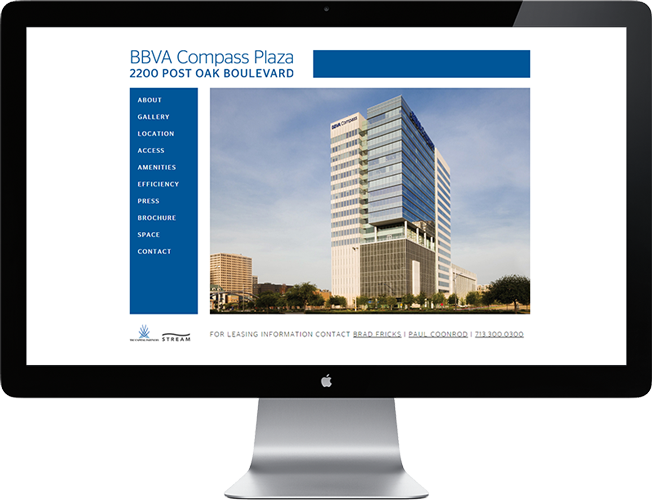 BBVA Compass Plaza
2200 POST OAK BOULEVARD
ABOUT
GALLERY
LOCATION
ACCESS
AMENITIES
EFFICIENCY
PRESS
BROCHURE
SPACE
CONTACT
BBVA Compass
STREAM
FOR LEASING INFORMATION CONTACT BRAD FRICKS | PAUL COONROD | 713.300.0300